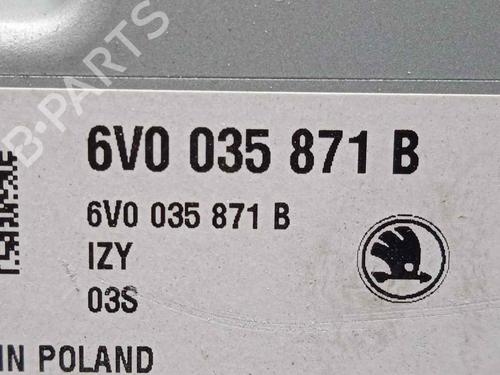 6V0 035 871 B
6V0 035 871 B
IZY
03S
IN POLAND
B-PARTS